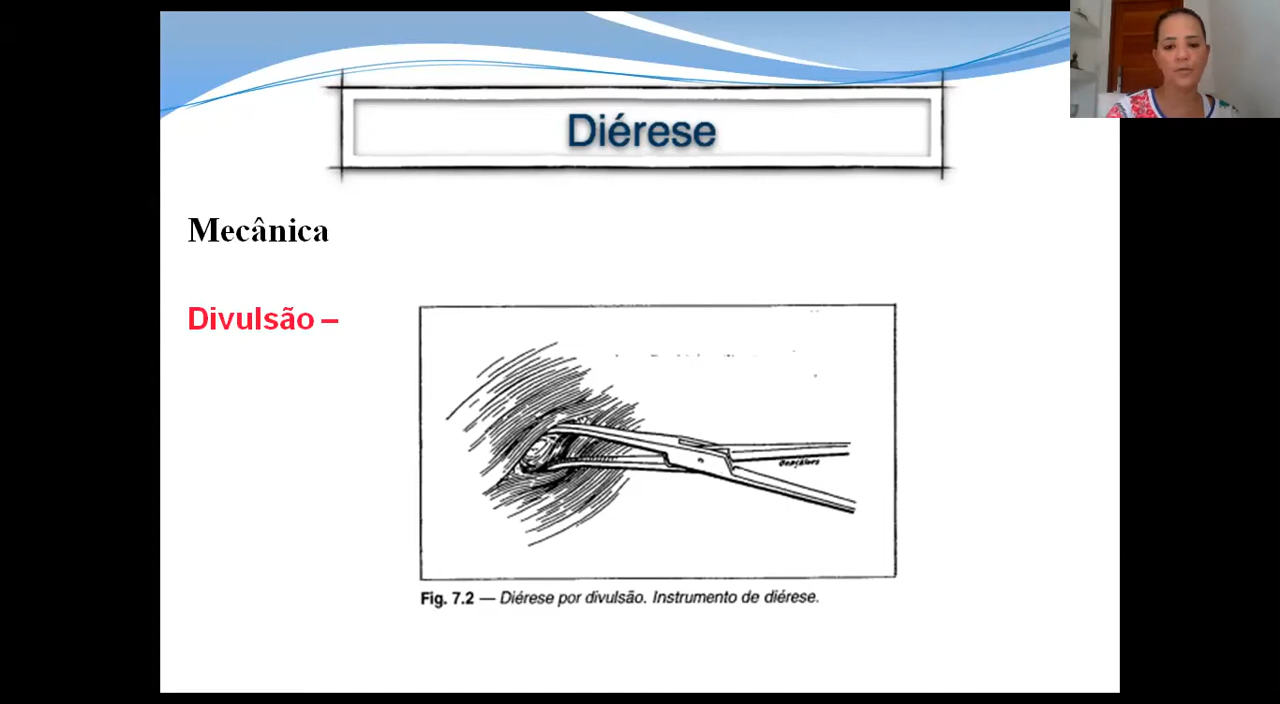 Diérese
Mecânica
Divulsão –
Fig. 7.2 — Diérese por divulsão. Instrumento de diérese.